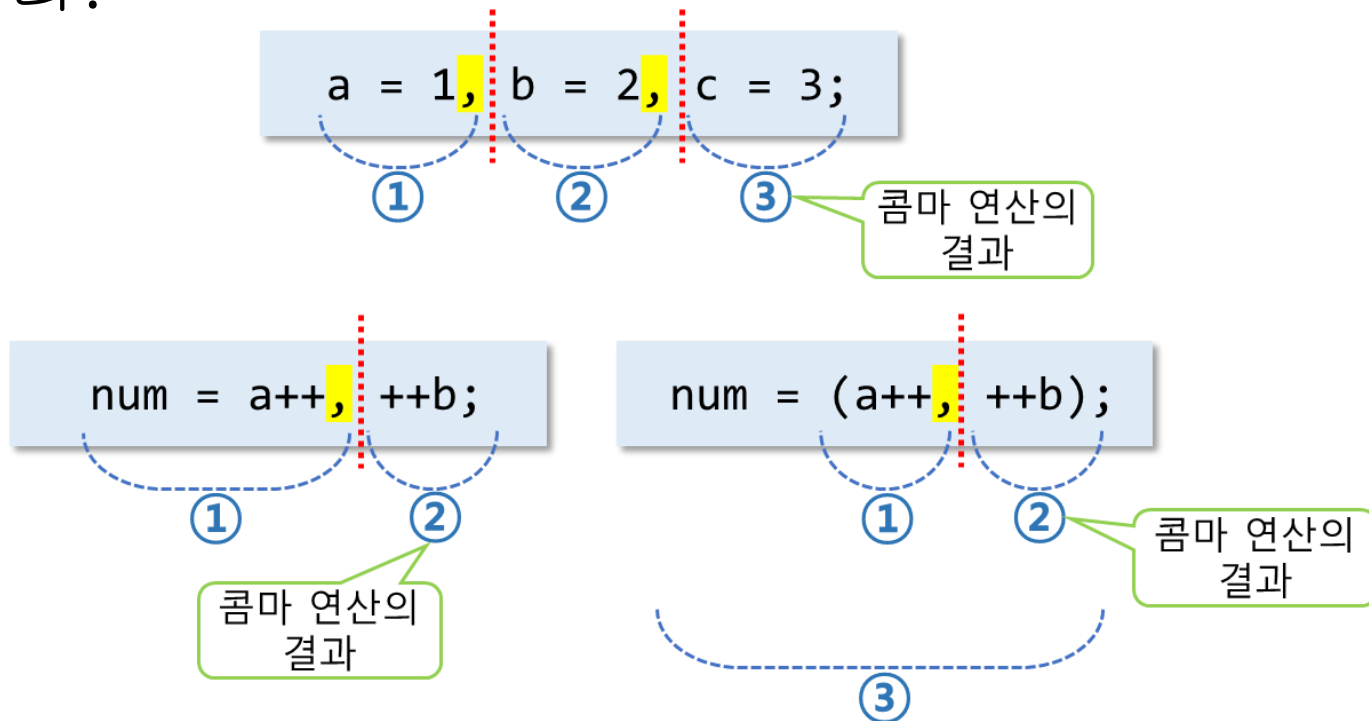 a = 1, b = 2, c = 3;
① ② ③
콤마 연산의
결과
num = a++, ++b;
① ②
콤마 연산의
결과
num = (a++, ++b);
① ②
콤마 연산의
결과
③